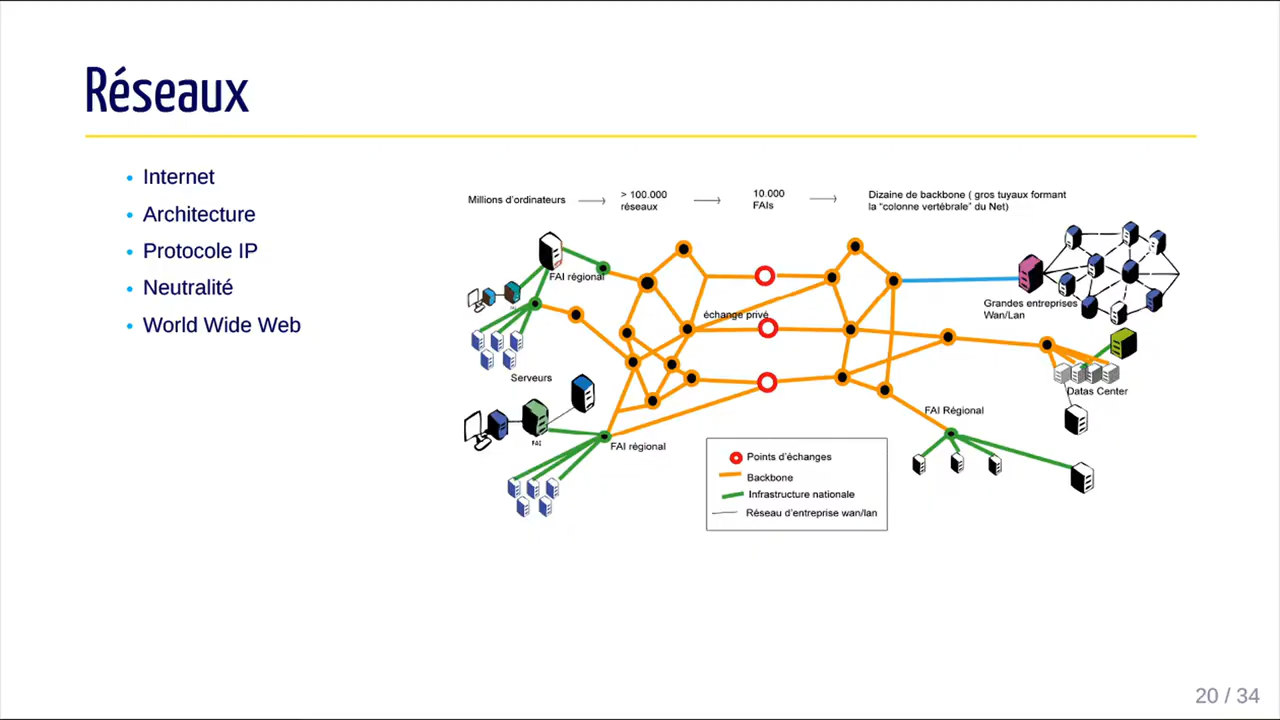 Réseaux
Internet
Architecture
Protocole IP
Neutralité
World Wide Web
Millions d'ordinateurs
> 100.000
réseaux
10.000
FAIs
Dizaine de backbone ( gros tuyaux formant
la "colonne vertébrale" du Net)
FAI régional
échange privé
Grandes entreprises
Wan/Lan
Serveurs
Datas Center
FAI Régional
FAI
FAI régional
Points d'échanges
Backbone
Infrastructure nationale
Réseau d'entreprise wan/lan
20 / 34